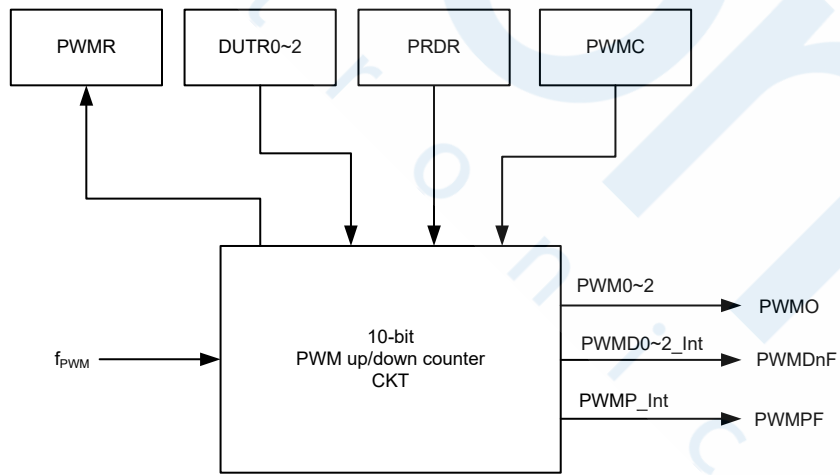 PWMR
DUTR0~2
PRDR
PWMC
PWM0~2
PWMO
10-bit
PWM up/down counter
CKT
fPWM
PWMD0~2_Int
PWMDnF
PWMP_Int
PWMPF